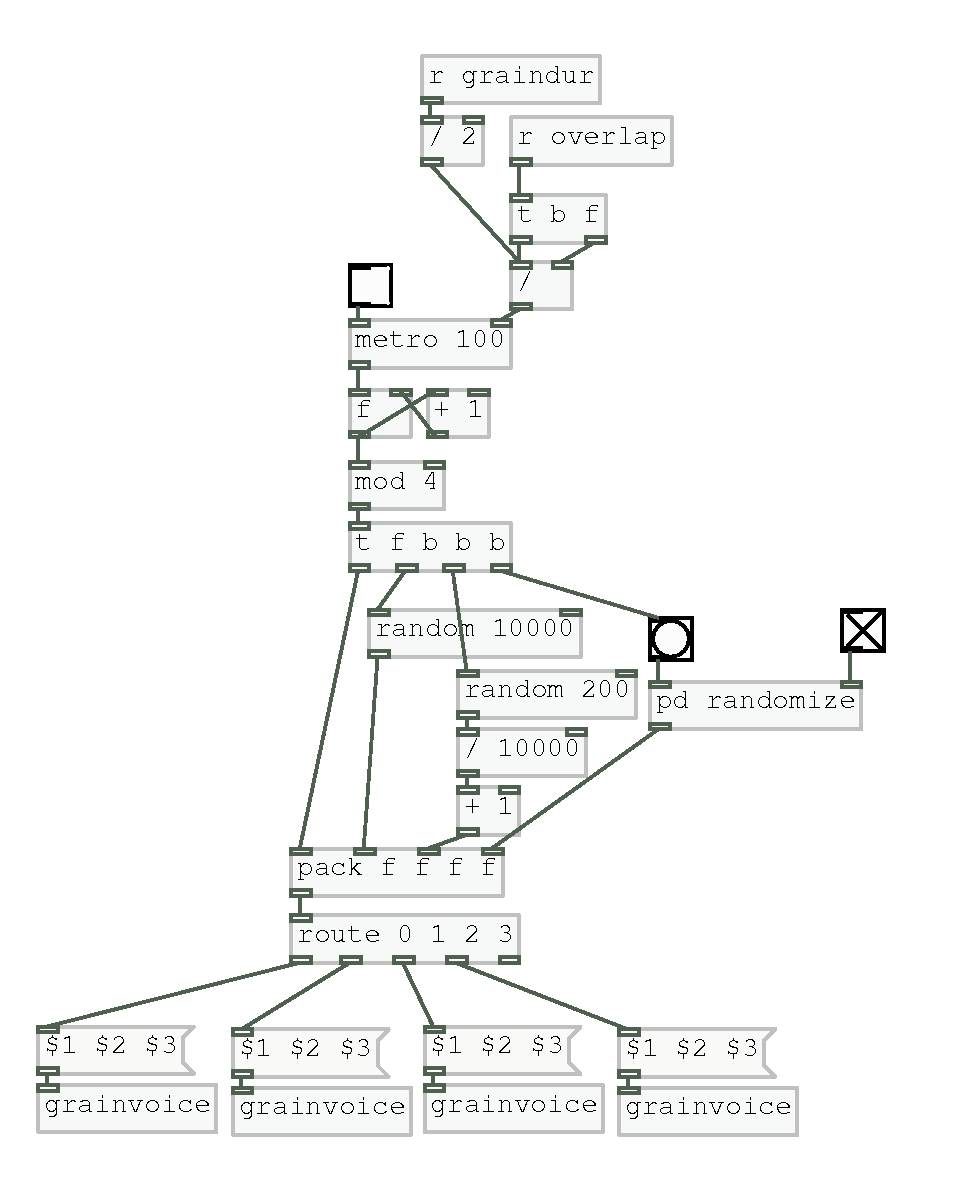 r graindur
/ 2
r overlap
t b f
/
metro 100
f
+ 1
mod 4
t f b b b
random 10000
random 200
pd randomize
/ 10000
+ 1
pack f f f f
route 0 1 2 3
$1 $2 $3
$1 $2 $3
$1 $2 $3
$1 $2 $3
grainvoice
grainvoice
grainvoice
grainvoice